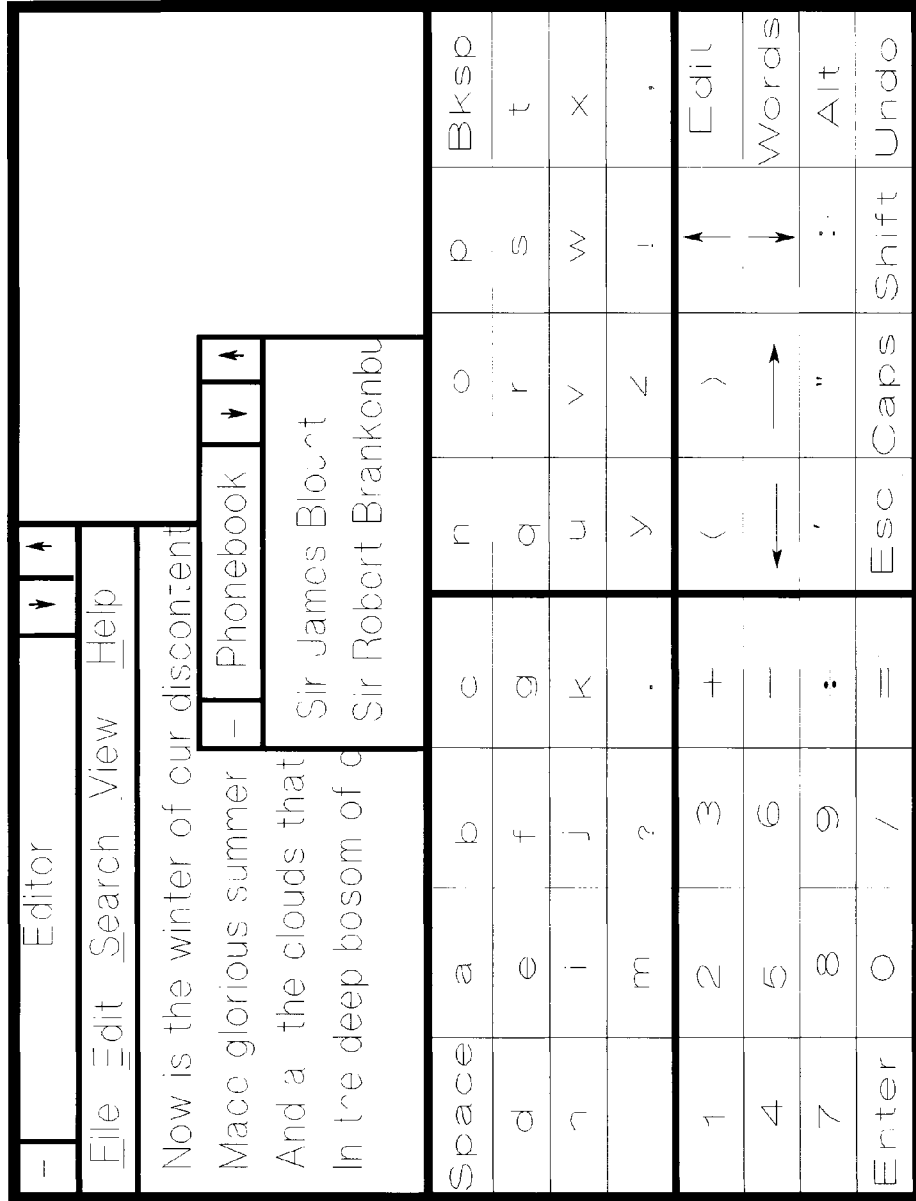 - Editor ↓ ↑
File Edit Search View Help
Now is the winter of our discontent
Made glorious summer
And a the clouds that
In the deep bosom of
- Phonebook ↓ ↑
Sir James Blount
Sir Robert Brankonbu
Space a b c n o p Bksp
d e f g q r s t
h i j k u v w x
m ? . y z ! ,
1 2 3 + ( ) ↑ Edit
4 5 6 - ← → ↓ Words
7 8 9 ' " Alt
Enter 0 / = Esc Caps Shift Undo